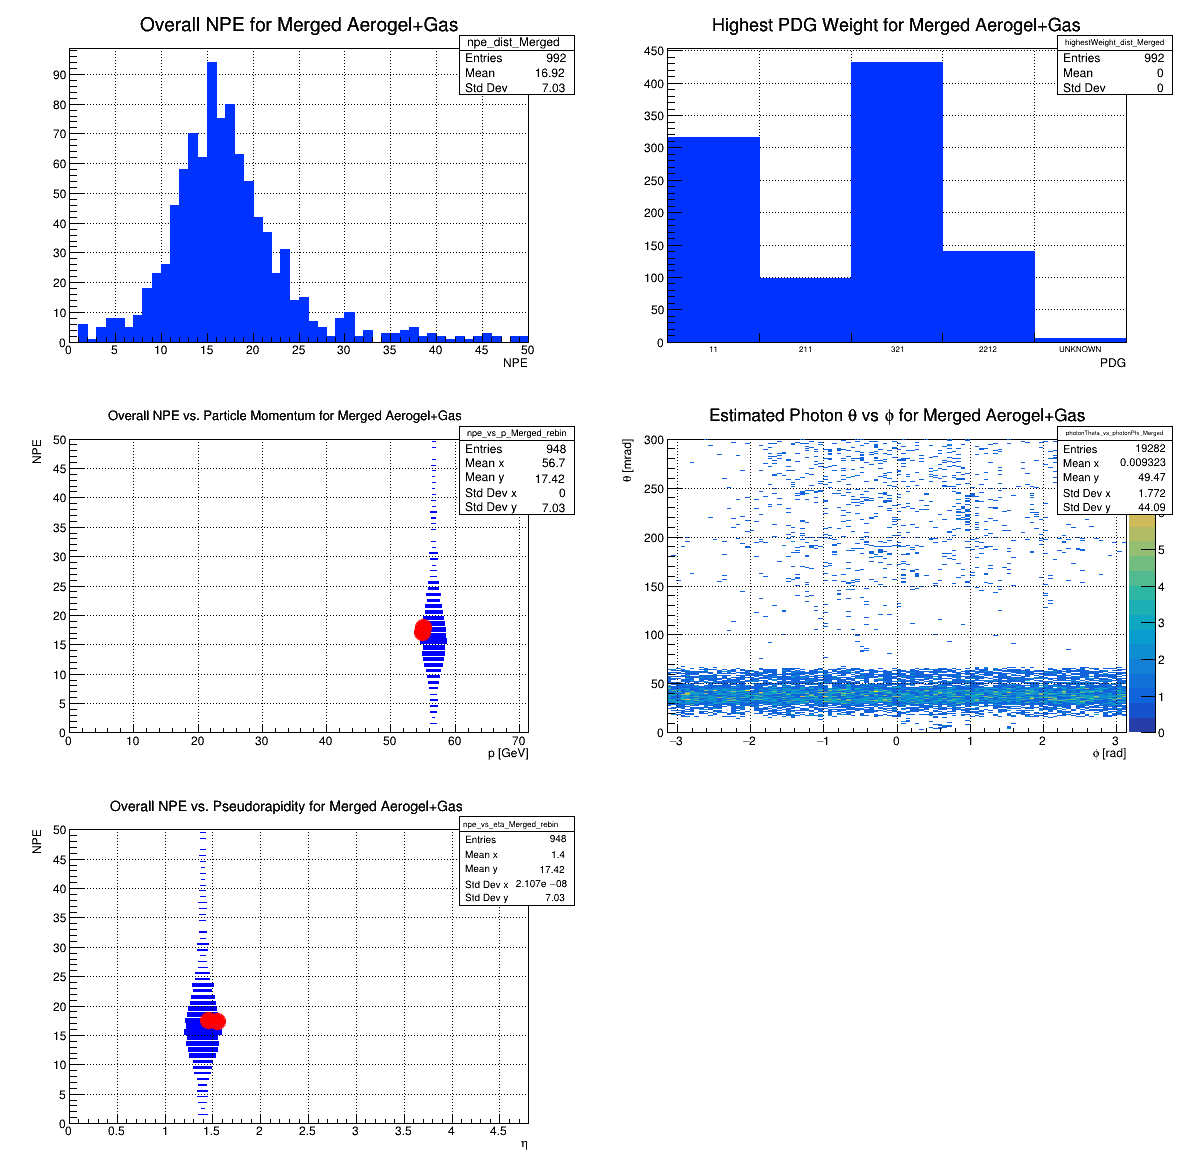 Overall NPE for Merged Aerogel+Gas
npe_dist_Merged
Entries 992
Mean 16.92
Std Dev 7.03
90
80
70
60
50
40
30
20
10
0
0 5 10 15 20 25 30 35 40 45 50
NPE
Highest PDG Weight for Merged Aerogel+Gas
highestWeight_dist_Merged
Entries 992
Mean 0
Std Dev 0
450
400
350
300
250
200
150
100
50
0
11 211 321 2212 UNKNOWN
PDG
Overall NPE vs. Particle Momentum for Merged Aerogel+Gas
NPE
npe_vs_p_Merged_rebin
Entries 948
Mean x 56.7
Mean y 17.42
Std Dev x 0
Std Dev y 7.03
50
45
40
35
30
25
20
15
10
5
0
0 10 20 30 40 50 60 70
p [GeV]
Estimated Photon θ vs ϕ for Merged Aerogel+Gas
θ [mrad]
photonTheta_vs_photonPhi_Merged
Entries 19282
Mean x 0.009323
Mean y 49.47
Std Dev x 1.772
Std Dev y 44.09
300
250
200
150
100
50
0
−3 −2 −1 0 1 2 3
ϕ [rad]
5
4
3
2
1
0
Overall NPE vs. Pseudorapidity for Merged Aerogel+Gas
NPE
npe_vs_eta_Merged_rebin
Entries 948
Mean x 1.4
Mean y 17.42
Std Dev x 2.107e −08
Std Dev y 7.03
50
45
40
35
30
25
20
15
10
5
0
0 0.5 1 1.5 2 2.5 3 3.5 4 4.5
η